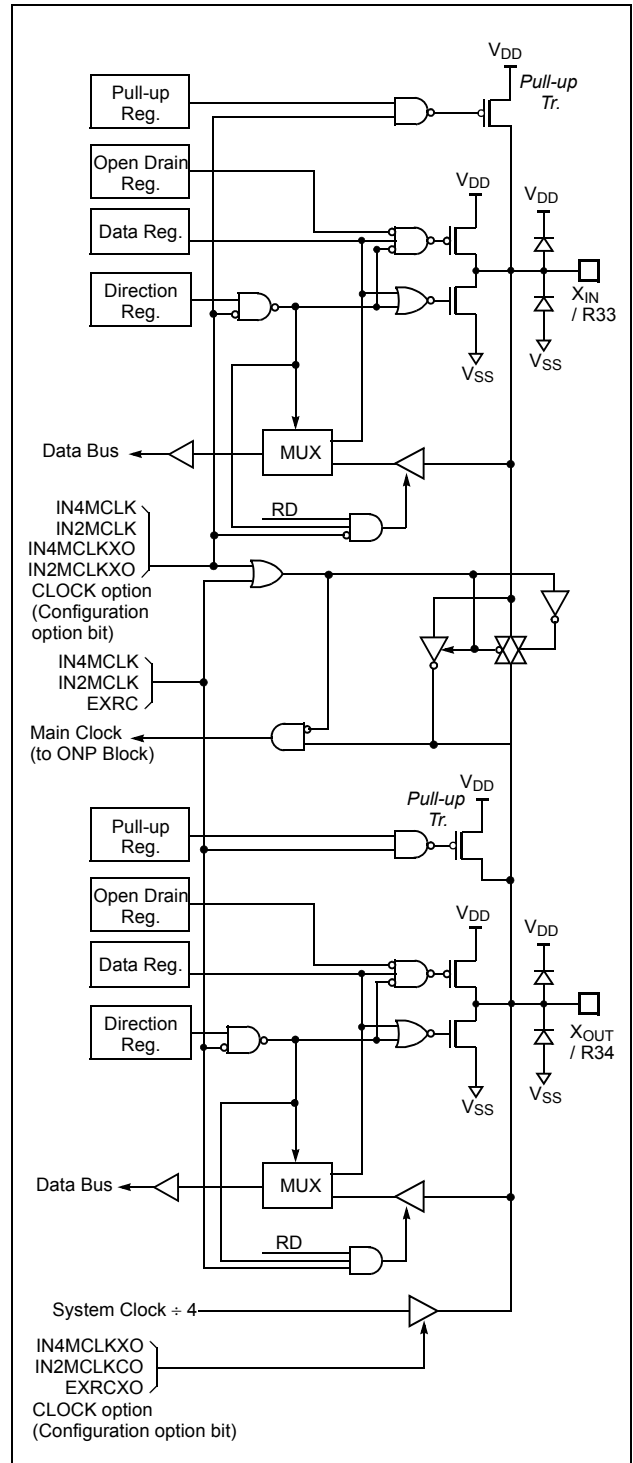 VDD
Pull-up
Tr.
Pull-up
Reg.
Open Drain
Reg.
VDD
VDD
Data Reg.
Direction
Reg.
XIN
/ R33
VSS
VSS
Data Bus
MUX
RD
IN4MCLK
IN2MCLK
IN4MCLKXO
IN2MCLKXO
CLOCK option
(Configuration
option bit)
IN4MCLK
IN2MCLK
EXRC
Main Clock
(to ONP Block)
VDD
Pull-up
Tr.
Pull-up
Reg.
Open Drain
Reg.
VDD
VDD
Data Reg.
Direction
Reg.
XOUT
/ R34
VSS
VSS
Data Bus
MUX
RD
System Clock ÷ 4
IN4MCLKXO
IN2MCLKCO
EXRCXO
CLOCK option
(Configuration option bit)